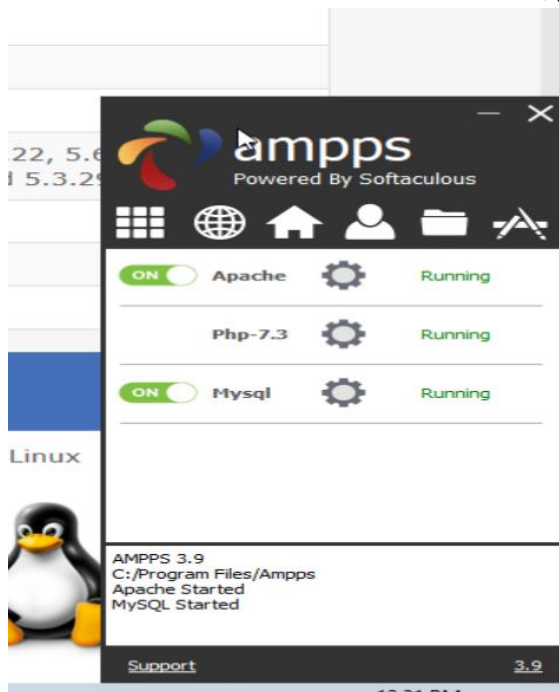 22, 5.6
5.3.29
ampps
Powered By Softaculous
ON Apache Running
Php-7.3 Running
ON Mysql Running
Linux
AMPPS 3.9
C:/Program Files/Ampps
Apache Started
MySQL Started
Support 3.9